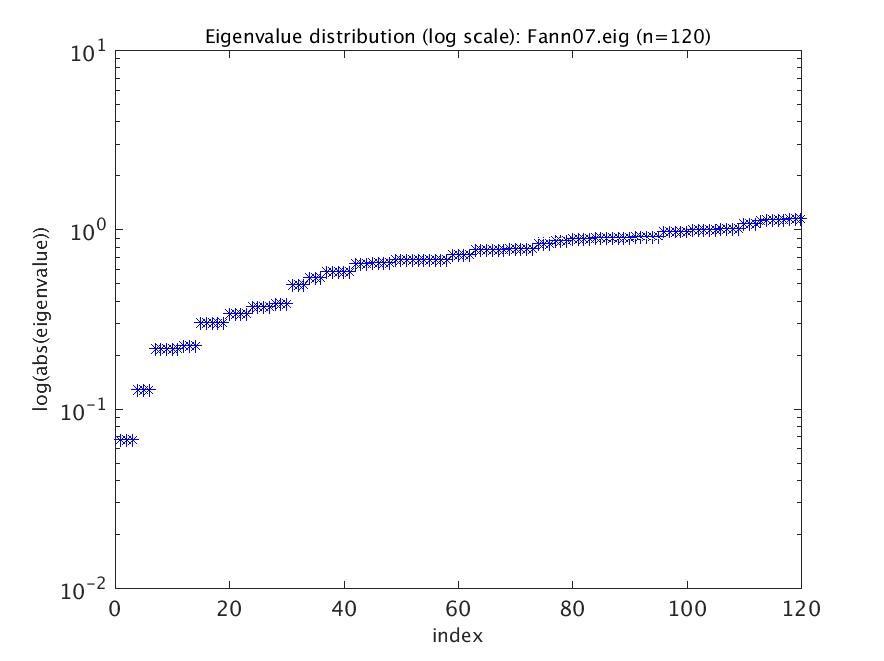 Eigenvalue distribution (log scale): Fann07.eig (n=120)
10^1
10^0
10^-1
10^-2
log(abs(eigenvalue))
0 20 40 60 80 100 120
index